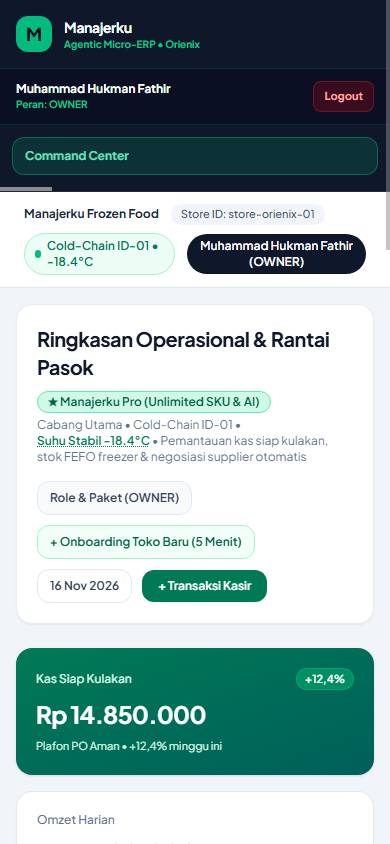 M
Manajerku
Agentic Micro-ERP • Orienix
Muhammad Hukman Fathir
Peran: OWNER
Logout
Command Center
Manajerku Frozen Food
Store ID: store-orienix-01
Cold-Chain ID-01 •
-18.4°C
Muhammad Hukman Fathir
(OWNER)
Ringkasan Operasional & Rantai
Pasok
★ Manajerku Pro (Unlimited SKU & AI)
Cabang Utama • Cold-Chain ID-01 •
Suhu Stabil -18.4°C • Pemantauan kas siap kulakan,
stok FEFO freezer & negosiasi supplier otomatis
Role & Paket (OWNER)
+ Onboarding Toko Baru (5 Menit)
16 Nov 2026
+ Transaksi Kasir
Kas Siap Kulakan
+12,4%
Rp 14.850.000
Plafon PO Aman • +12,4% minggu ini
Omzet Harian